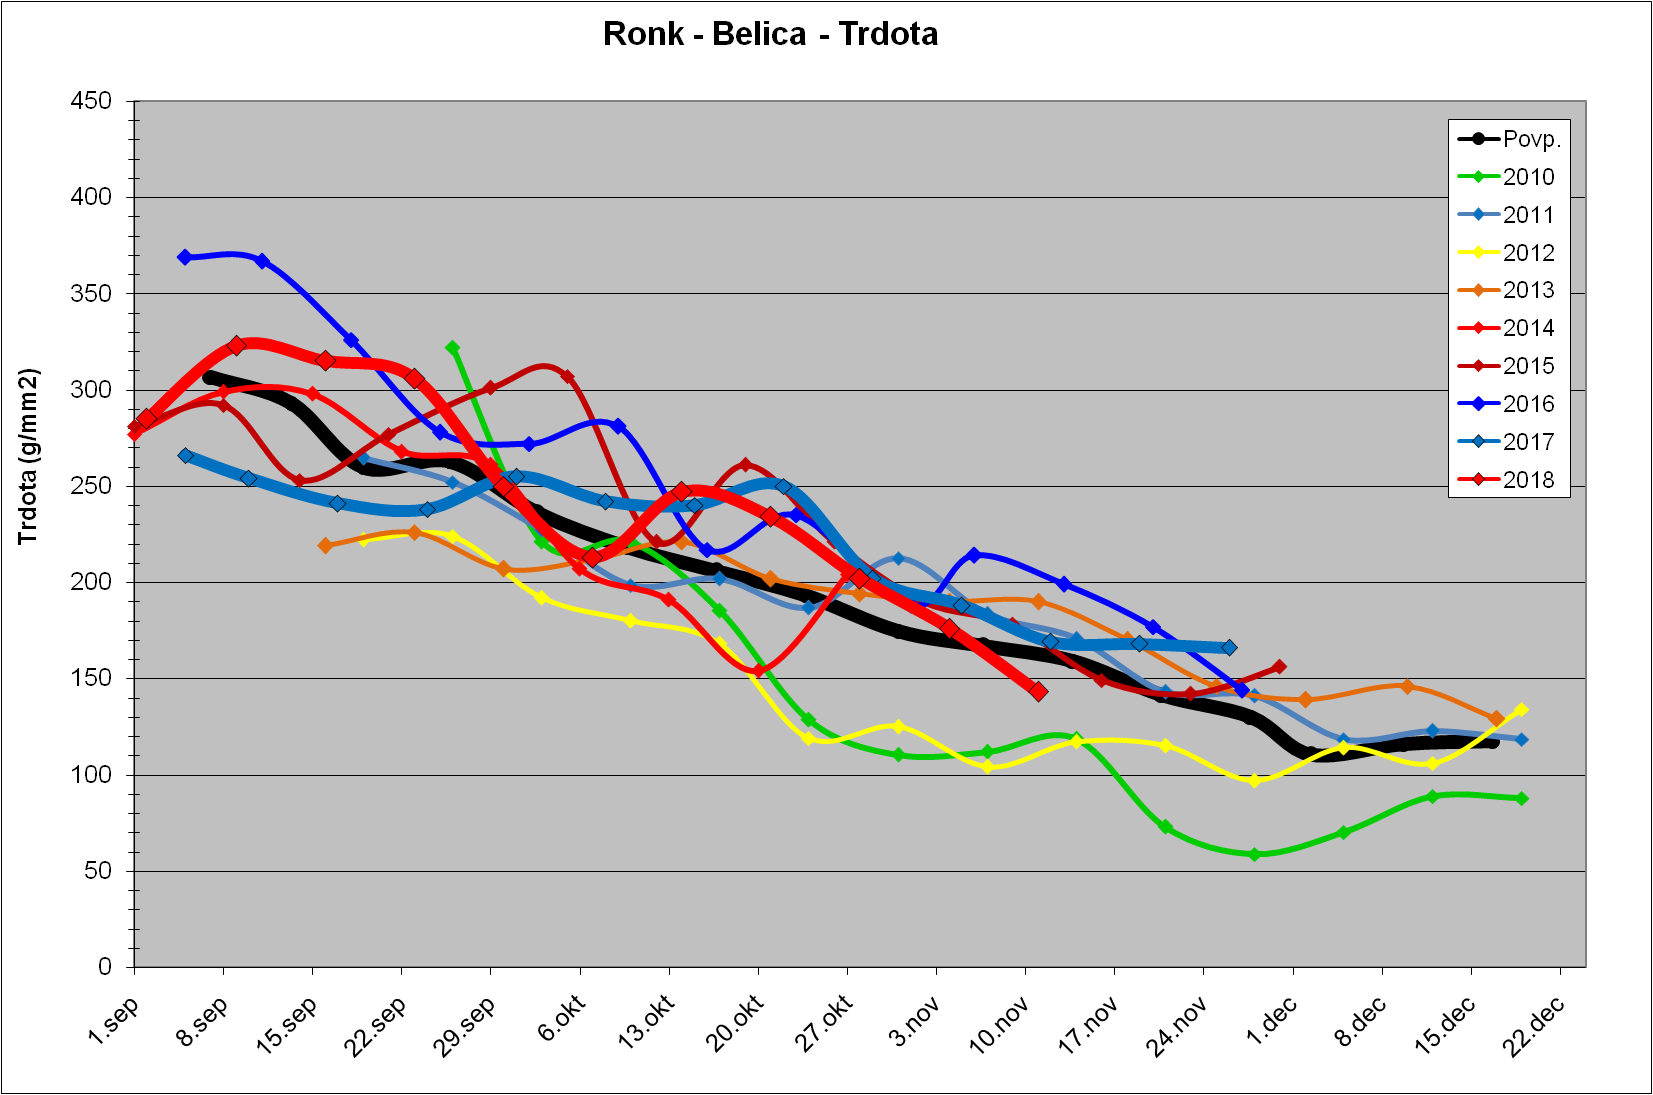 Ronk - Belica - Trdota
Trdota (g/mm2)
450
400
350
300
250
200
150
100
50
0
Povp.
2010
2011
2012
2013
2014
2015
2016
2017
2018
1.sep
8.sep
15.sep
22.sep
29.sep
6.okt
13.okt
20.okt
27.okt
3.nov
10.nov
17.nov
24.nov
1.dec
8.dec
15.dec
22.dec